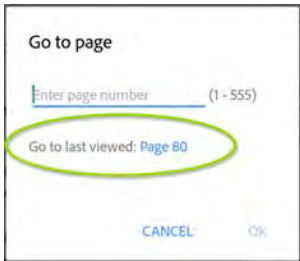 Go to page
Enter page number (1 - 555)
Go to last viewed: Page 80
CANCEL OK